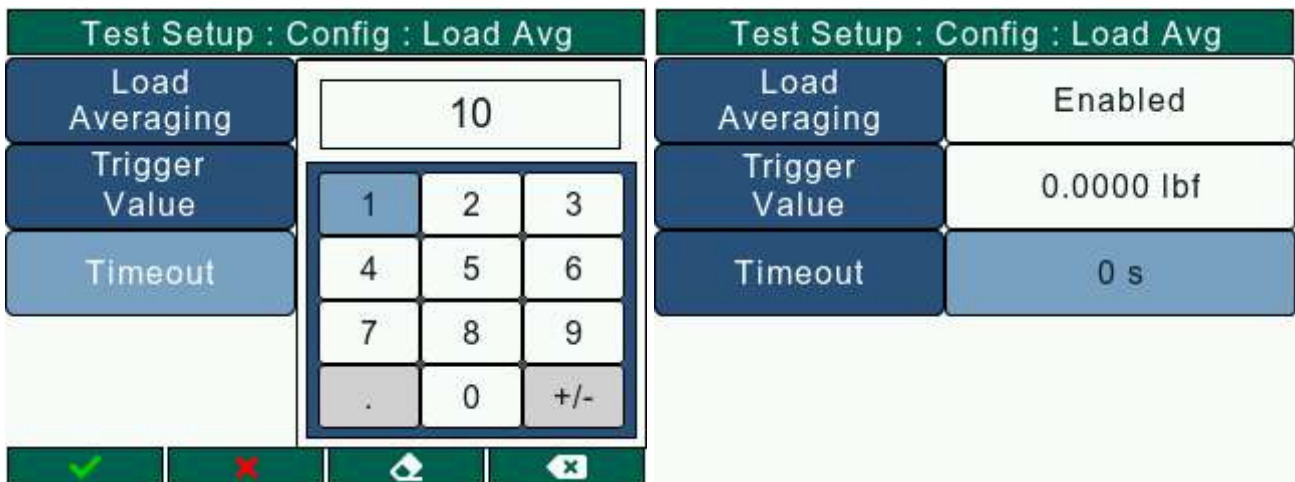 Test Setup : Config : Load Avg
Load
Averaging
10
Trigger
Value
1 2 3
Timeout
4 5 6
7 8 9
. 0 +/-
Test Setup : Config : Load Avg
Load
Averaging
Enabled
Trigger
Value
0.0000 lbf
Timeout
0 s